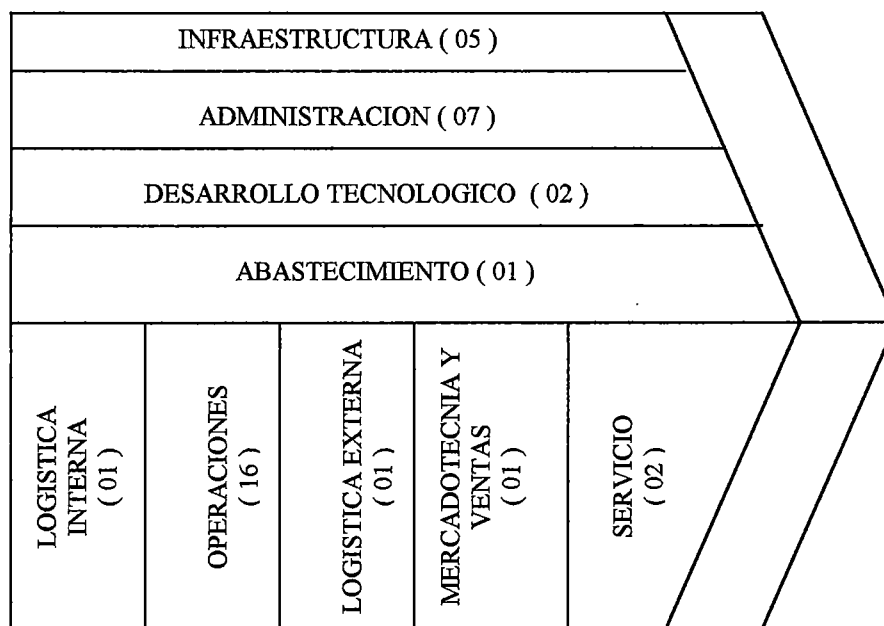 INFRAESTRUCTURA ( 05 )
ADMINISTRACION ( 07 )
DESARROLLO TECNOLOGICO ( 02 )
ABASTECIMIENTO ( 01 )
LOGISTICA
INTERNA
( 01 )
OPERACIONES
( 16 )
LOGISTICA EXTERNA
( 01 )
MERCADOTECNIA Y
VENTAS
( 01 )
SERVICIO
( 02 )